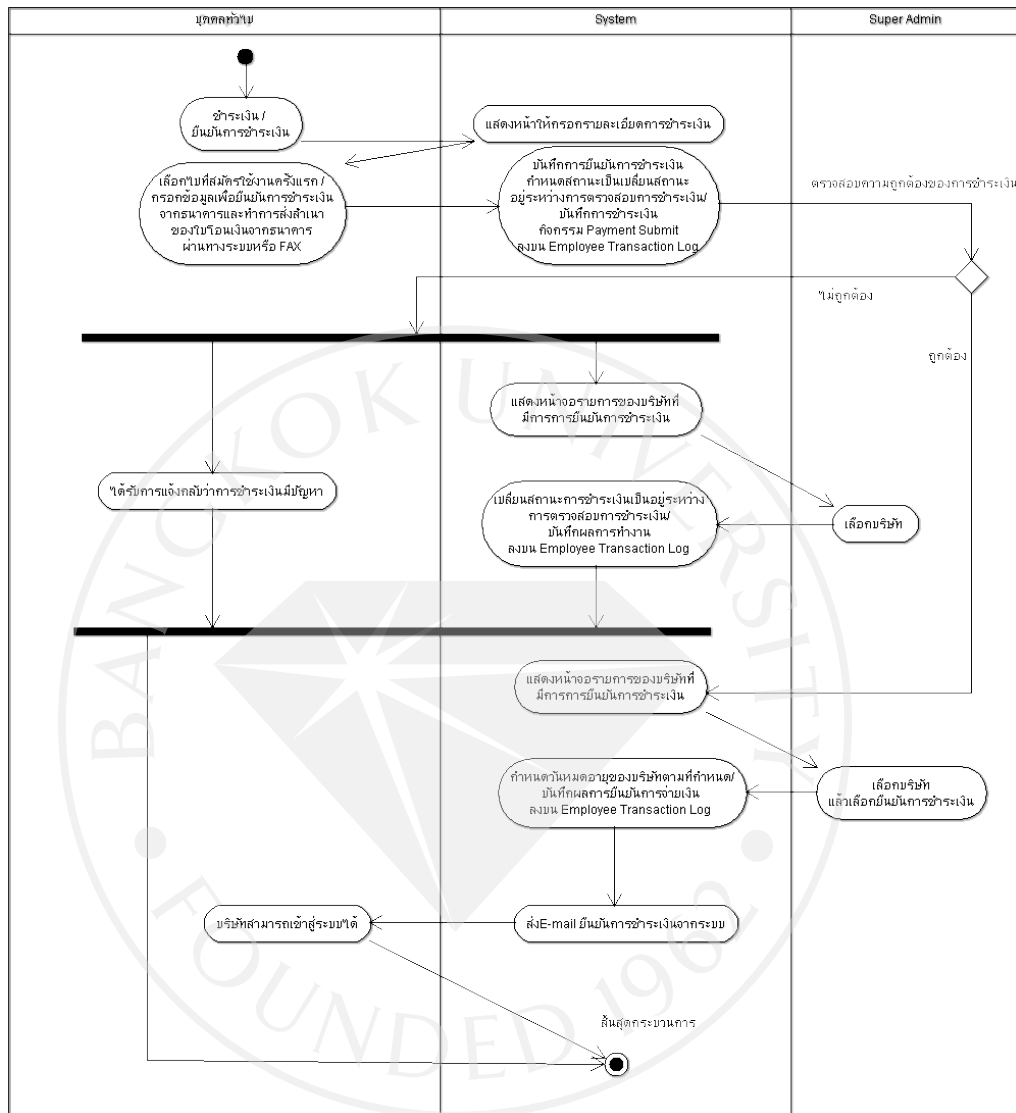 บุคคลทั่วไป
System
Super Admin
ชำระเงิน /
ยืนยันการชำระเงิน
แสดงหน้าให้กรอกรายละเอียดการชำระเงิน
เลือกใบที่สมัครใช้งานครั้งแรก /
กรอกข้อมูลเพื่อยืนยันการชำระเงิน
จากธนาคารและทำการส่งสำเนา
ของใบโอนเงินจากธนาคาร
ผ่านทางระบบหรือ FAX
บันทึกการยืนยันการชำระเงิน
กำหนดสถานะเป็นเปลี่ยนสถานะ
อยู่ระหว่างการตรวจสอบการชำระเงิน/
บันทึกการชำระเงิน
กิจกรรม Payment Submit
ลงบน Employee Transaction Log
ตรวจสอบความถูกต้องของการชำระเงิน
ไม่ถูกต้อง
ถูกต้อง
แสดงหน้าจอรายการของบริษัทที่
มีการการยืนยันการชำระเงิน
ได้รับการแจ้งกลับว่าการชำระเงินมีปัญหา
เปลี่ยนสถานะการชำระเงินเป็นอยู่ระหว่าง
การตรวจสอบการชำระเงิน/
บันทึกผลการทำงาน
ลงบน Employee Transaction Log
เลือกบริษัท
แสดงหน้าจอรายการของบริษัทที่
มีการการยืนยันการชำระเงิน
กำหนดวันหมดอายุของบริษัทตามที่กำหนด/
บันทึกผลการยืนยันการจ่ายเงิน
ลงบน Employee Transaction Log
เลือกบริษัท
แล้วเลือกยืนยันการชำระเงิน
บริษัทสามารถเข้าสู่ระบบได้
ส่งE-mail ยืนยันการชำระเงินจากระบบ
สิ้นสุดกระบวนการ
BANGKOK UNIVERSITY
FOUNDED 1962